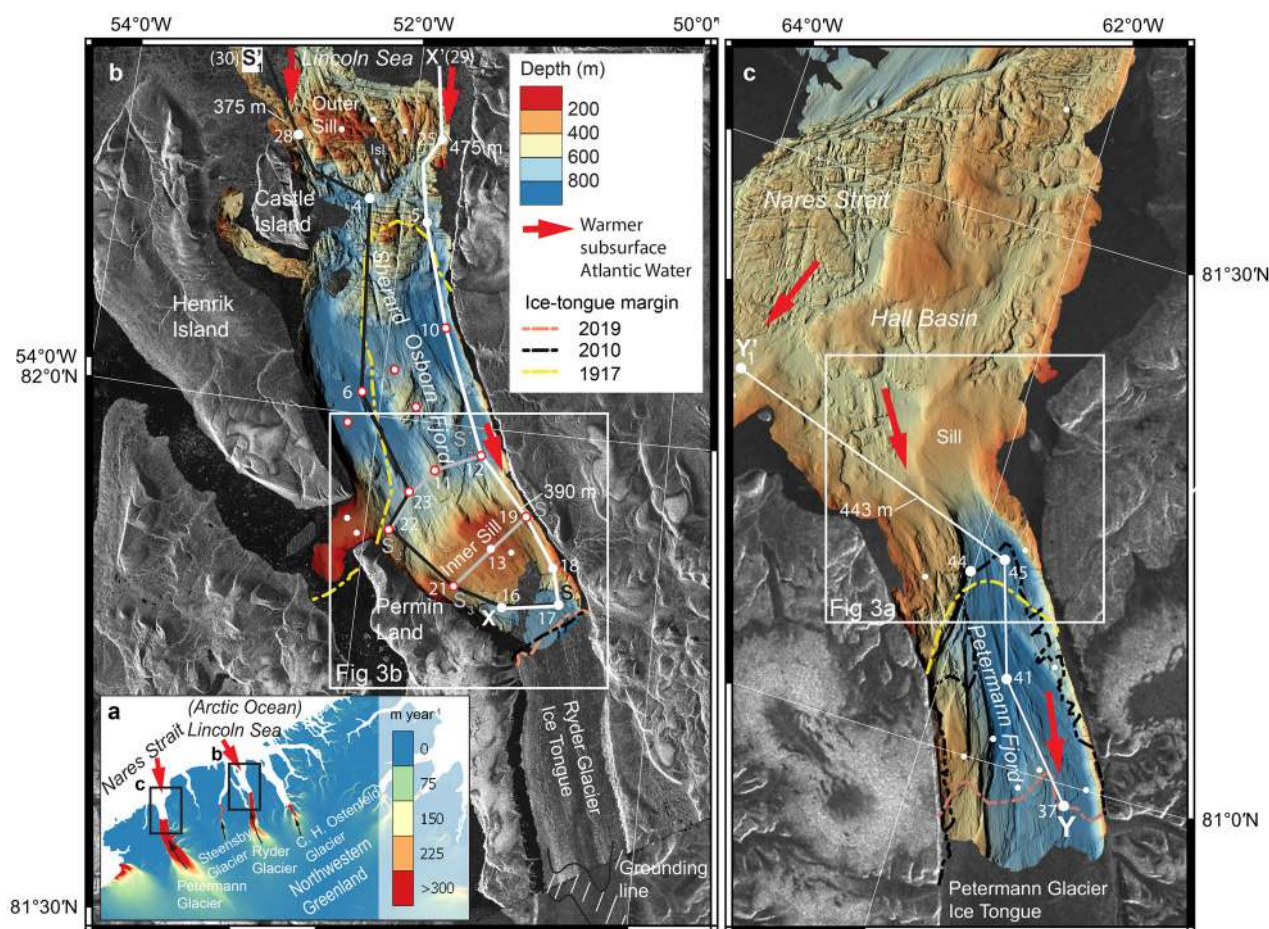 54°0'W
52°0'W
50°0'W
64°0'W
62°0'W
b
(30) S'₁
Lincoln Sea
X' (29)
375 m
Outer
Sill
28
Isl.
25
475 m
Castle
Island
4
5
Sherard Osborn Fjord
Henrik
Island
10
6
54°0'W
82°0'N
S'
12
11
23
390 m
22
19
S
S
Inner Sill
13
18
21
S
16
X
17
S
Permin
Land
Fig 3b
Ryder Glacier
Ice Tongue
Grounding
line
81°30'N
Depth (m)
200
400
600
800
Warmer
subsurface
Atlantic Water
Ice-tongue margin
2019
2010
1917
a
(Arctic Ocean)
Lincoln Sea
Nares Strait
b
c
Steensby
Glacier
Ryder
Glacier
C. H. Ostenfeld
Glacier
Petermann
Glacier
Northwestern
Greenland
m year⁻¹
0
75
150
225
>300
c
Nares Strait
81°30'N
Hall Basin
Y'₁
Sill
443 m
44
45
Fig 3a
Petermann Fjord
41
37
Y
81°0'N
Petermann Glacier
Ice Tongue